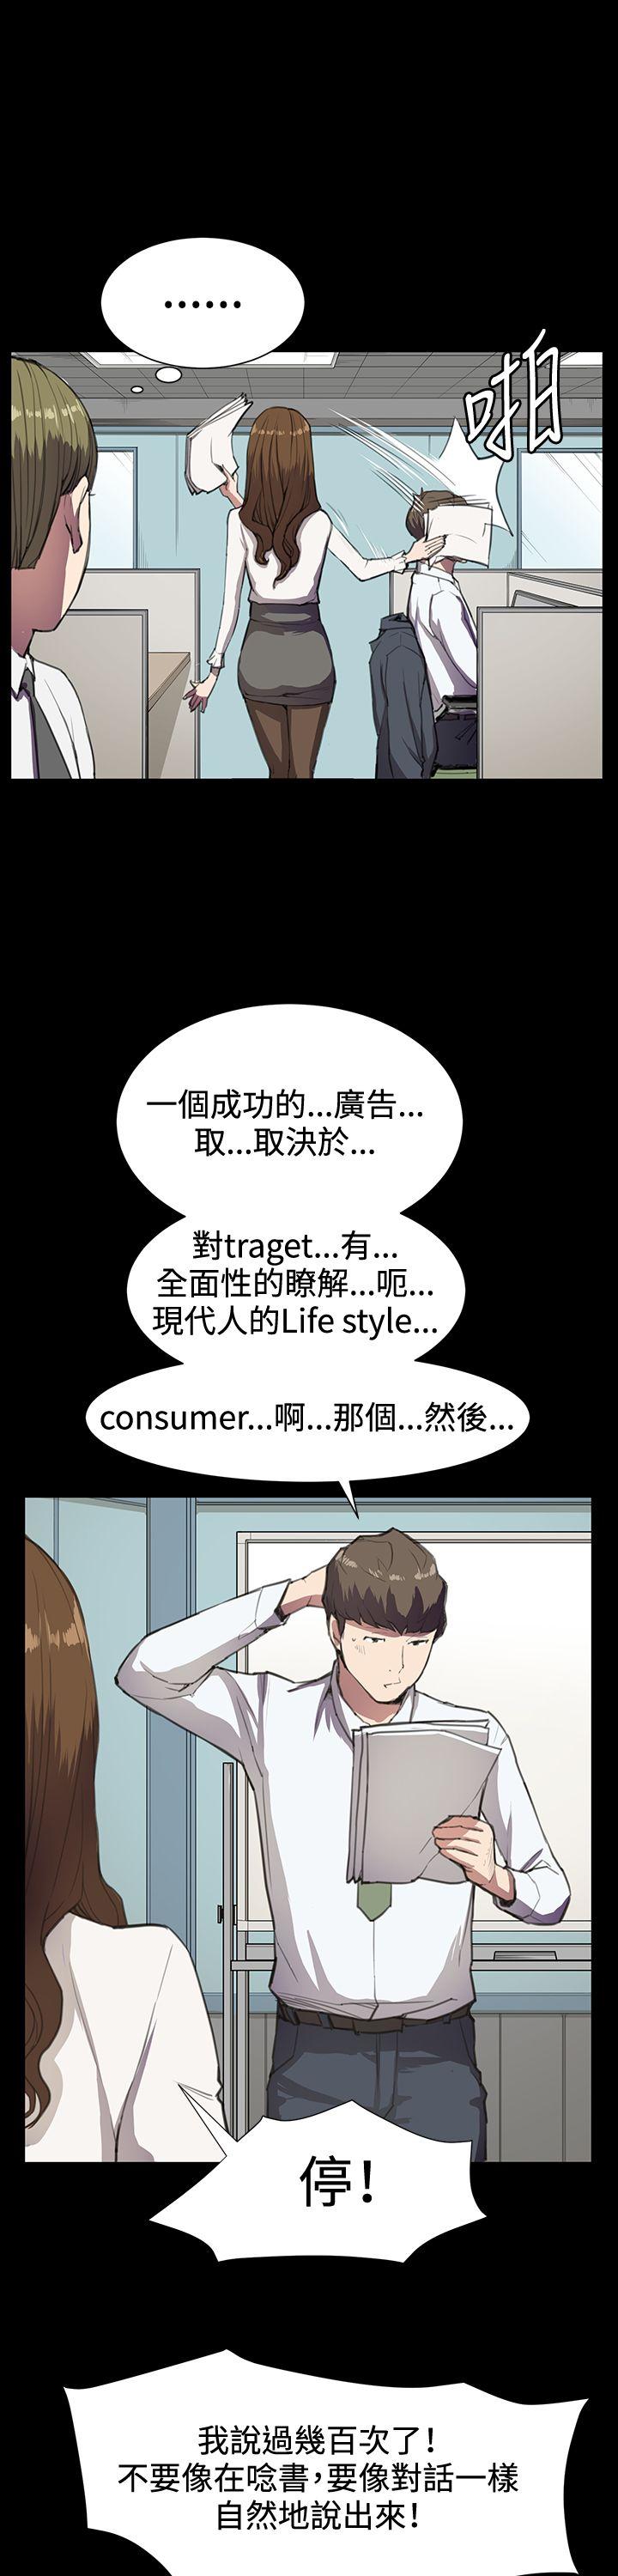 ……
啪
一個成功的...廣告...
取...取決於...
對traget...有...
全面性的瞭解...呃...
現代人的Life style...
consumer...啊...那個...然後...
停！
我說過幾百次了！
不要像在唸書，要像對話一樣
自然地說出來！